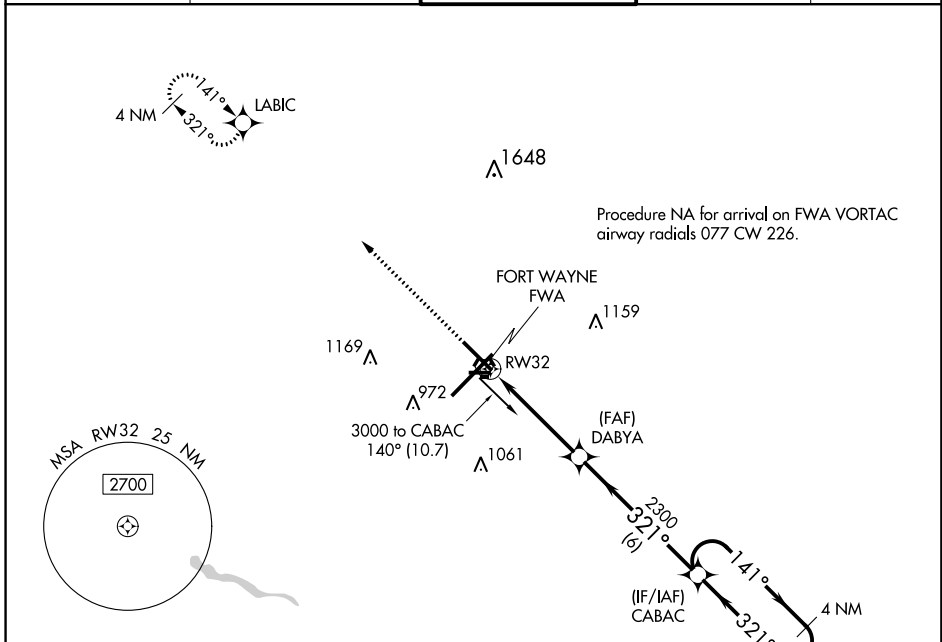 141°
LABIC
4 NM
321°
1648
Procedure NA for arrival on FWA VORTAC
airway radials 077 CW 226.
FORT WAYNE
FWA
1159
1169
RW32
972
3000 to CABAC
140° (10.7)
(FAF)
DABYA
1061
MSA RW32 25 NM
2700
2300
321°
(6)
141°
(IF/IAF)
CABAC
4 NM
321°